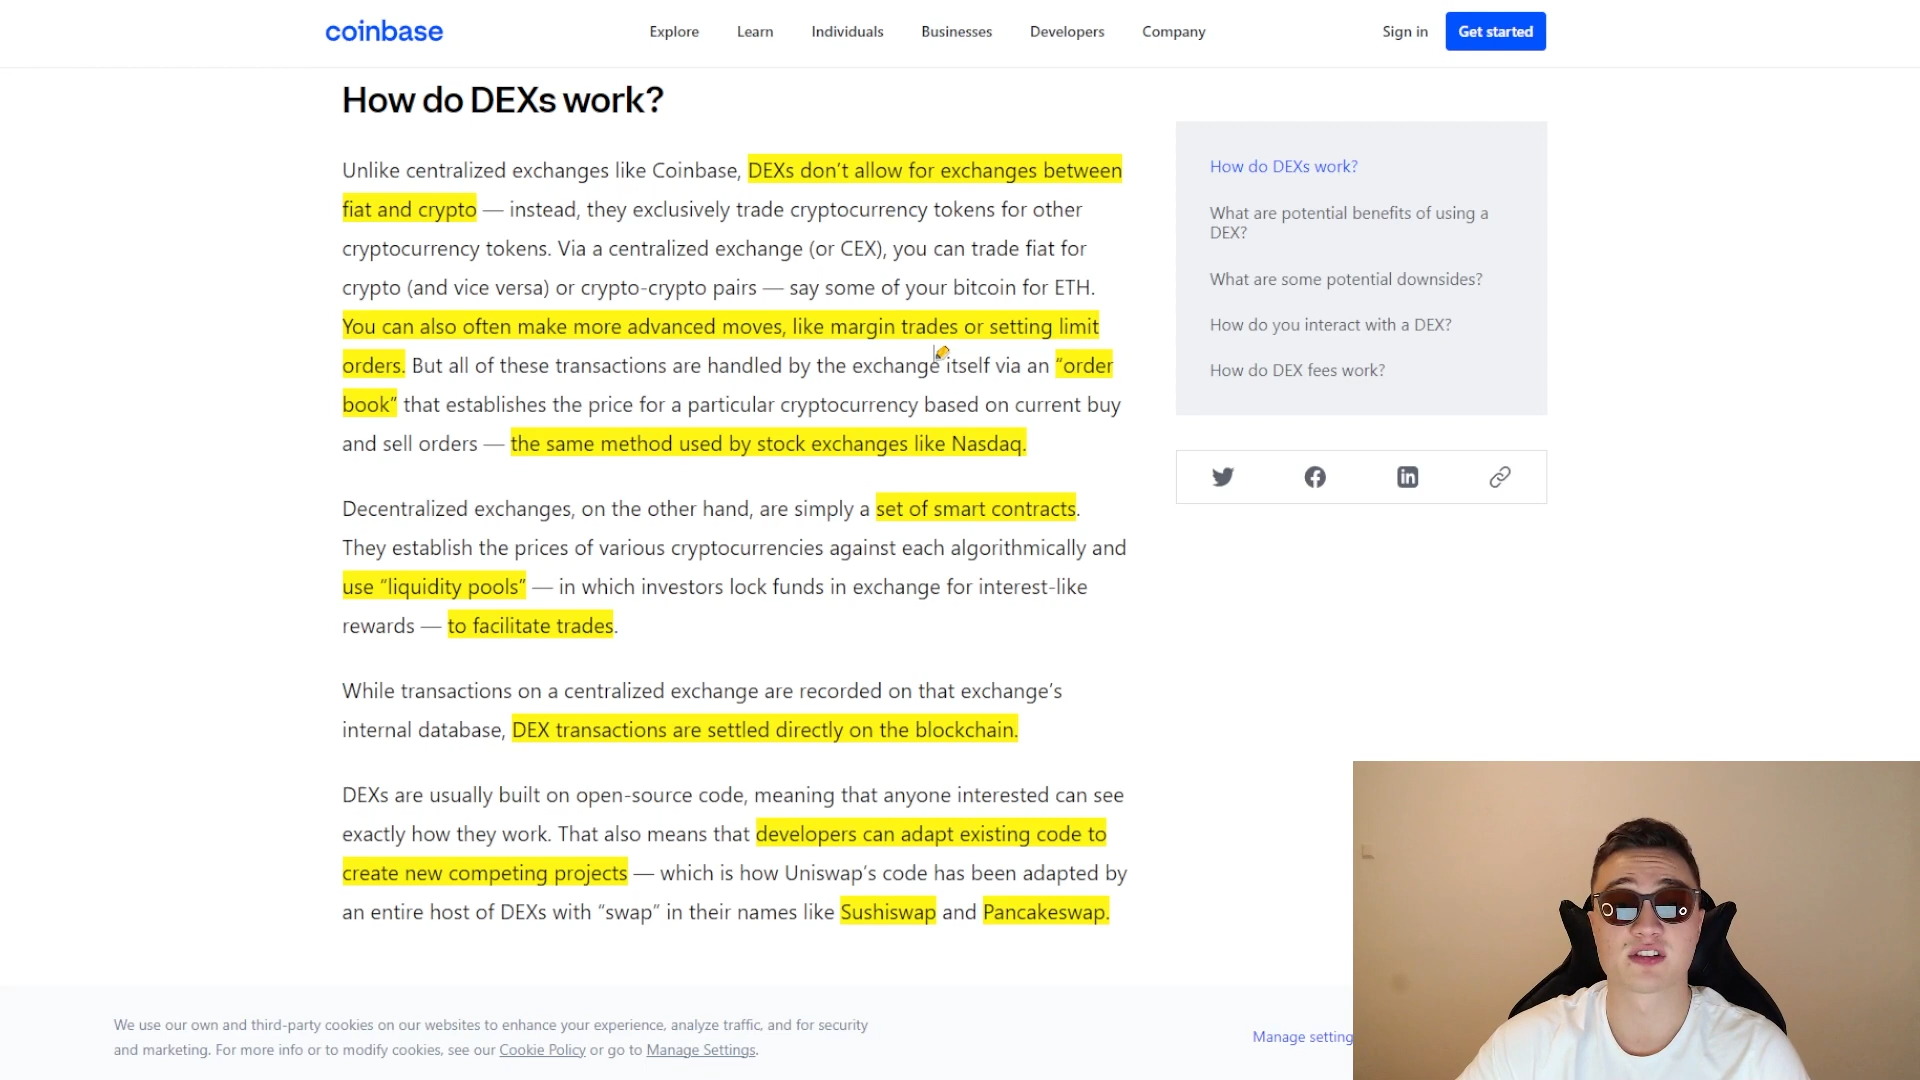 coinbase
Explore Learn Individuals Businesses Developers Company
Sign in Get started
How do DEXs work?
Unlike centralized exchanges like Coinbase, DEXs don’t allow for exchanges between
fiat and crypto — instead, they exclusively trade cryptocurrency tokens for other
cryptocurrency tokens. Via a centralized exchange (or CEX), you can trade fiat for
crypto (and vice versa) or crypto-crypto pairs — say some of your bitcoin for ETH.
You can also often make more advanced moves, like margin trades or setting limit
orders. But all of these transactions are handled by the exchange itself via an “order
book” that establishes the price for a particular cryptocurrency based on current buy
and sell orders — the same method used by stock exchanges like Nasdaq.
Decentralized exchanges, on the other hand, are simply a set of smart contracts.
They establish the prices of various cryptocurrencies against each algorithmically and
use “liquidity pools” — in which investors lock funds in exchange for interest-like
rewards — to facilitate trades.
While transactions on a centralized exchange are recorded on that exchange’s
internal database, DEX transactions are settled directly on the blockchain.
DEXs are usually built on open-source code, meaning that anyone interested can see
exactly how they work. That also means that developers can adapt existing code to
create new competing projects — which is how Uniswap’s code has been adapted by
an entire host of DEXs with “swap” in their names like Sushiswap and Pancakeswap.
How do DEXs work?
What are potential benefits of using a
DEX?
What are some potential downsides?
How do you interact with a DEX?
How do DEX fees work?
We use our own and third-party cookies on our websites to enhance your experience, analyze traffic, and for security
and marketing. For more info or to modify cookies, see our Cookie Policy or go to Manage Settings.
Manage setting